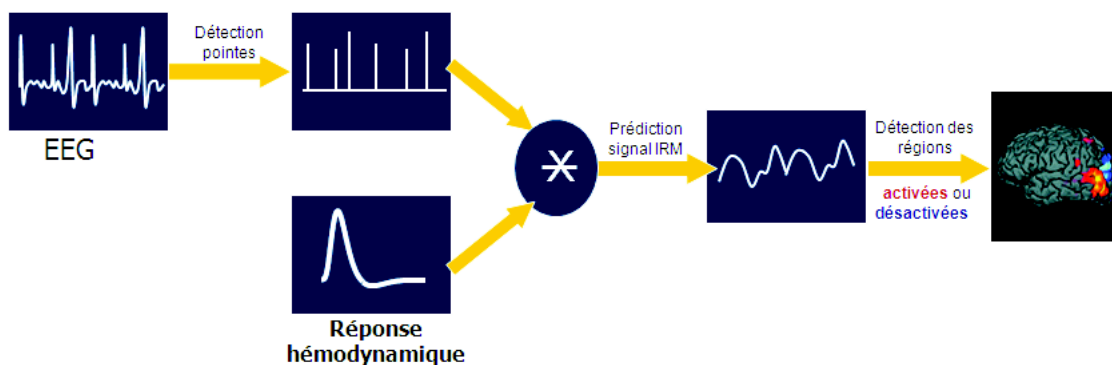 EEG
Détection
pointes
Réponse
hémodynamique
*
Prédiction
signal IRM
Détection des
régions
activées ou
désactivées